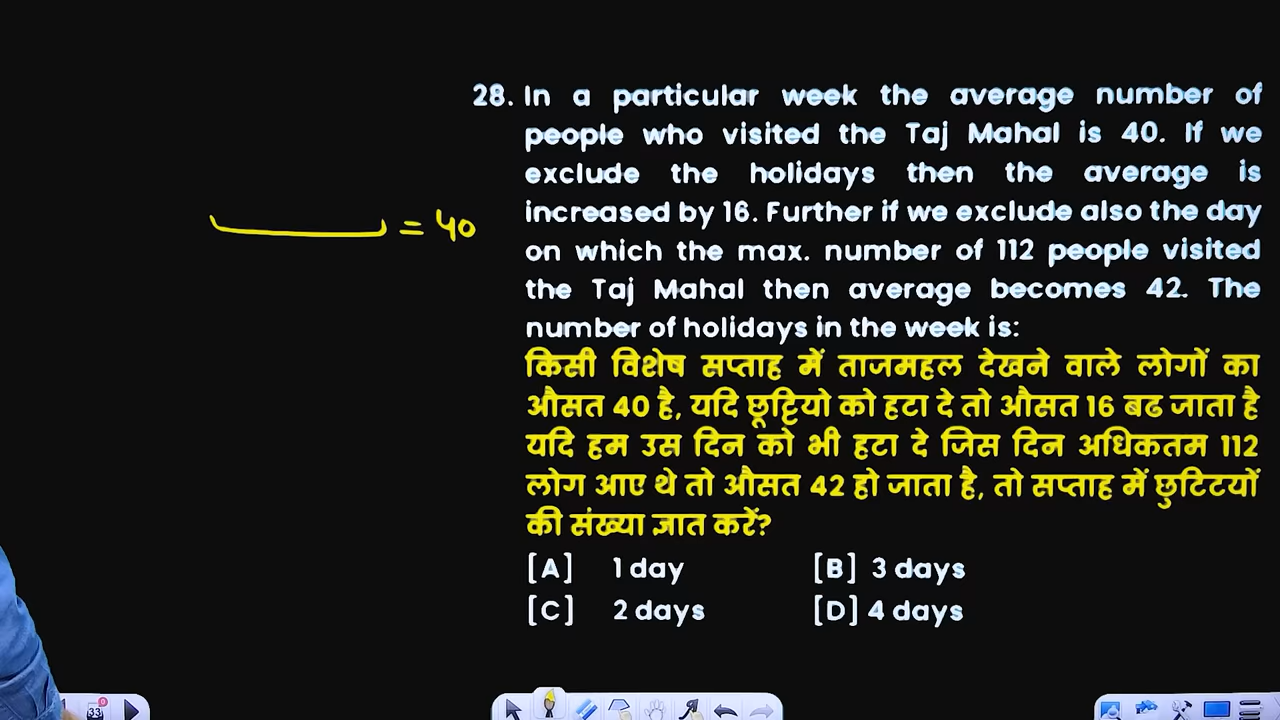 28. In a particular week the average number of
people who visited the Taj Mahal is 40. If we
exclude the holidays then the average is
increased by 16. Further if we exclude also the day
on which the max. number of 112 people visited
the Taj Mahal then average becomes 42. The
number of holidays in the week is:
= 40
किसी विशेष सप्ताह में ताजमहल देखने वाले लोगों का
औसत 40 है, यदि छूट्टियो को हटा दे तो औसत 16 बढ जाता है
यदि हम उस दिन को भी हटा दे जिस दिन अधिकतम 112
लोग आए थे तो औसत 42 हो जाता है, तो सप्ताह में छुटिटयों
की संख्या ज्ञात करें?
[A] 1 day [B] 3 days
[C] 2 days [D] 4 days
33